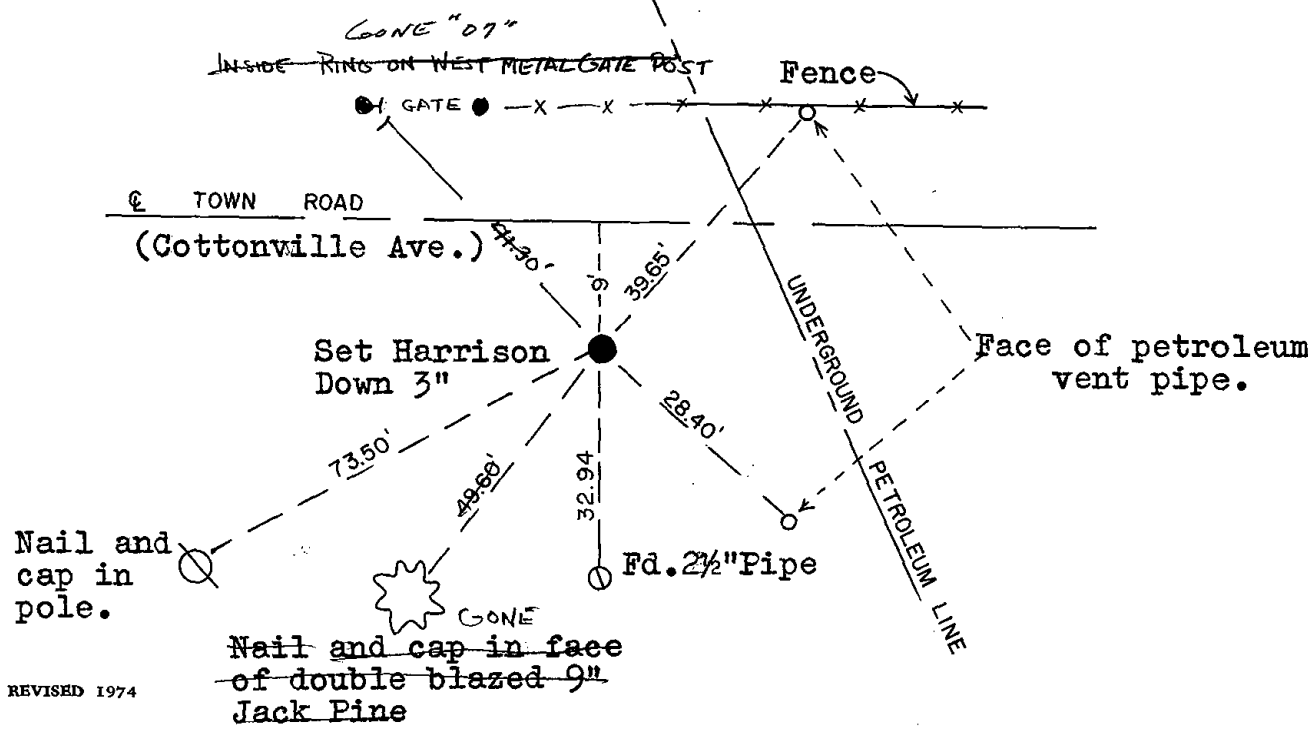 GONE "07"
INSIDE RING ON WEST METAL GATE POST
Fence
GATE
℄ TOWN ROAD
(Cottonville Ave.)
41.30'
9'
39.65'
UNDERGROUND PETROLEUM LINE
Set Harrison
Down 3"
Face of petroleum
vent pipe.
28.40'
73.50'
49.60'
32.94
Nail and
cap in
pole.
Fd. 2½" Pipe
GONE
Nail and cap in face
of double blazed 9"
Jack Pine
REVISED 1974